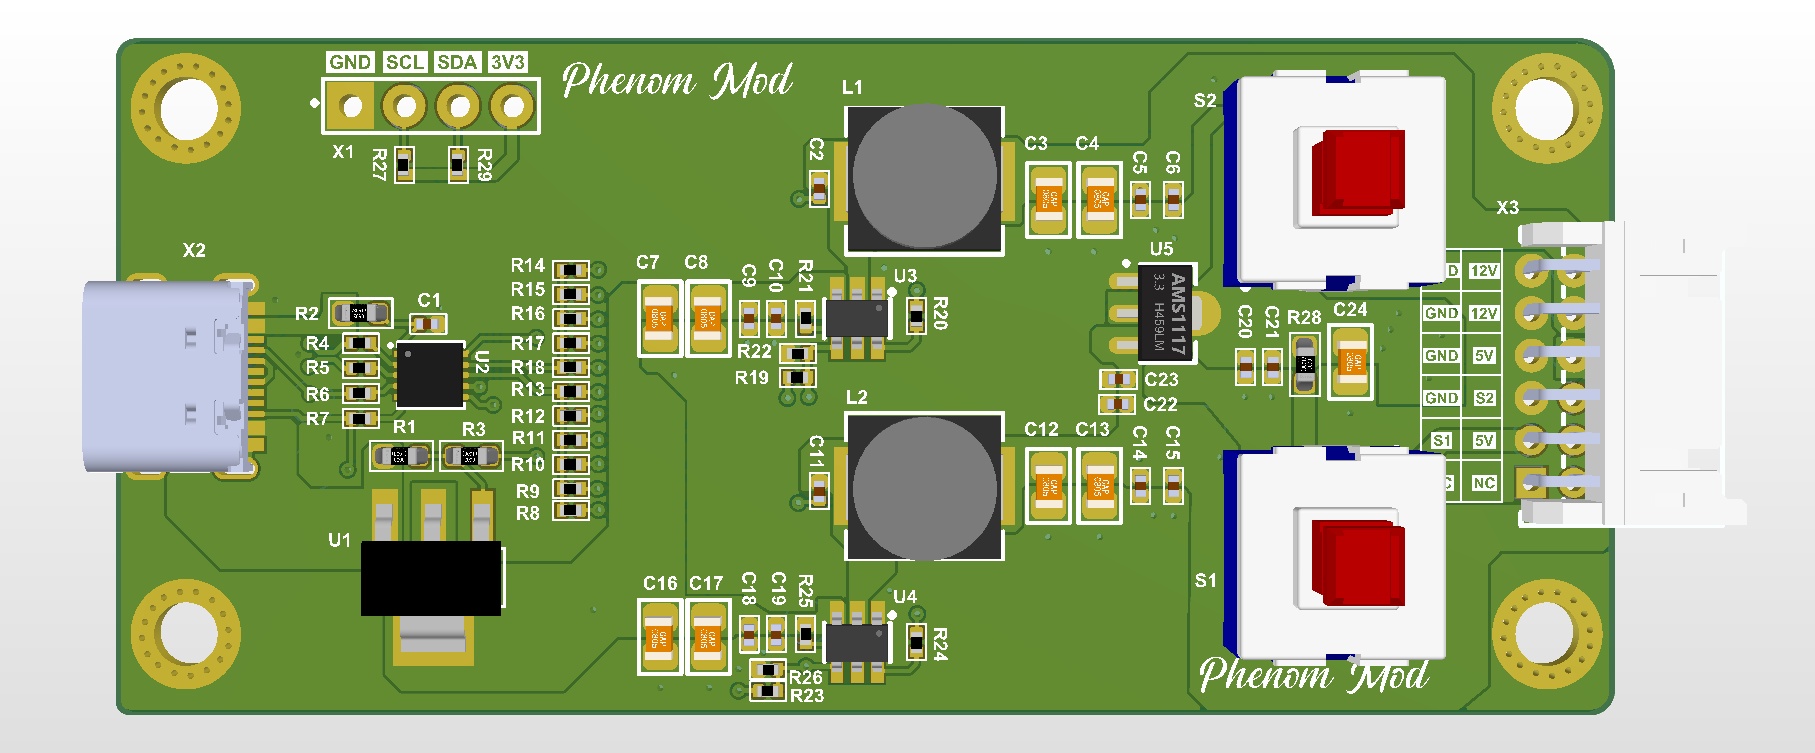 GND SCL SDA 3V3
Phenom Mod
X1
R27
R29
L1
C2
C3 C4
C5
C6
S2
X3
X2
R14
R15
R16
R17
R18
R13
R12
R11
R10
R9
R8
R2
C1
R4
R5
R6
R7
U2
R1
R3
U1
C7 C8
C9
C10
R21
U3
R20
R22
R19
U5
AMS1117
3.3 H459LM
C23
C22
C20
C21
R28
C24
D 12V
GND 12V
GND 5V
GND S2
S1 5V
C NC
L2
C11
C12 C13
C14
C15
S1
C16 C17
C18
C19
R25
U4
R24
R26
R23
CAP
0805
Phenom Mod